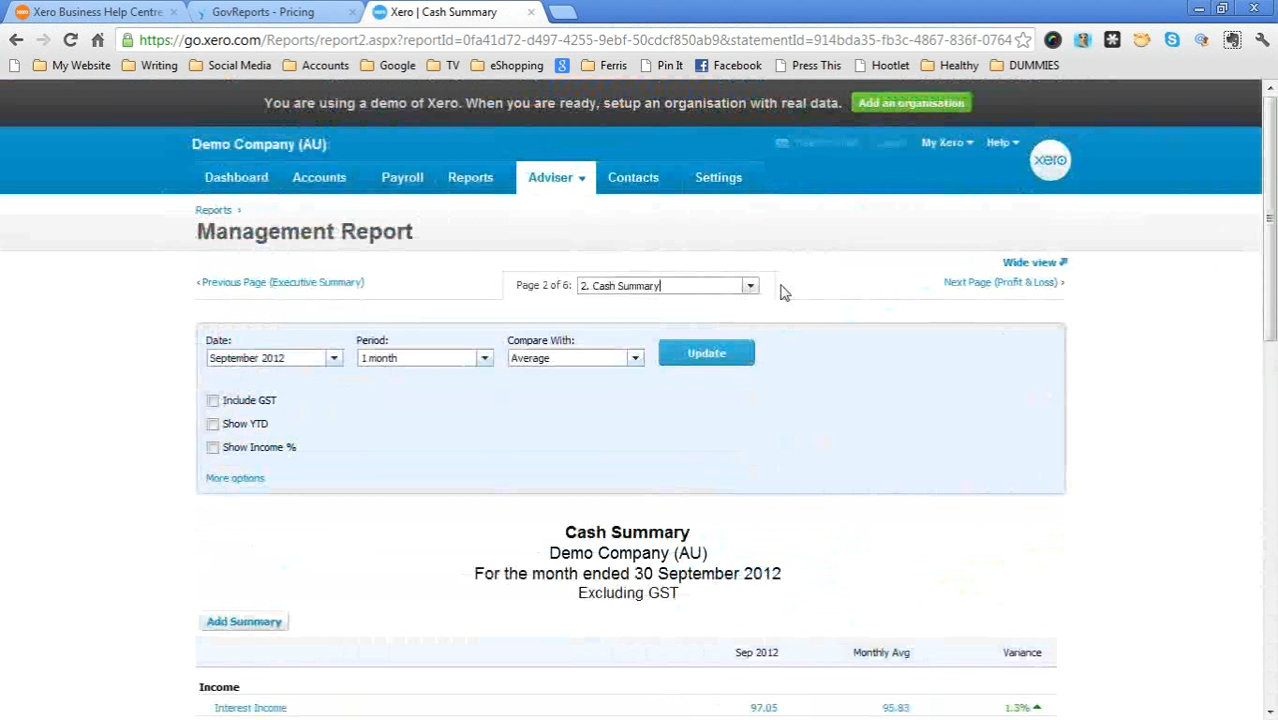 Xero Business Help Centre
GovReports - Pricing
Xero | Cash Summary
https://go.xero.com/Reports/report2.aspx?reportId=0fa41d72-d497-4255-9ebf-50cdcf850ab9&statementId=914bda35-fb3c-4867-836f-0764
My Website Writing Social Media Accounts Google TV eShopping Ferris Pin It Facebook Press This Hootlet Healthy DUMMIES
You are using a demo of Xero. When you are ready, setup an organisation with real data. Add an organisation
Demo Company (AU)
My Xero Help
xero
Dashboard Accounts Payroll Reports Adviser Contacts Settings
Reports ›
Management Report
Wide view
‹ Previous Page (Executive Summary)
Page 2 of 6: 2. Cash Summary
Next Page (Profit & Loss) ›
Date: Period: Compare With:
September 2012 1 month Average Update
Include GST
Show YTD
Show Income %
More options
Cash Summary
Demo Company (AU)
For the month ended 30 September 2012
Excluding GST
Add Summary
Sep 2012 Monthly Avg Variance
Income
Interest Income 97.05 95.83 1.3%